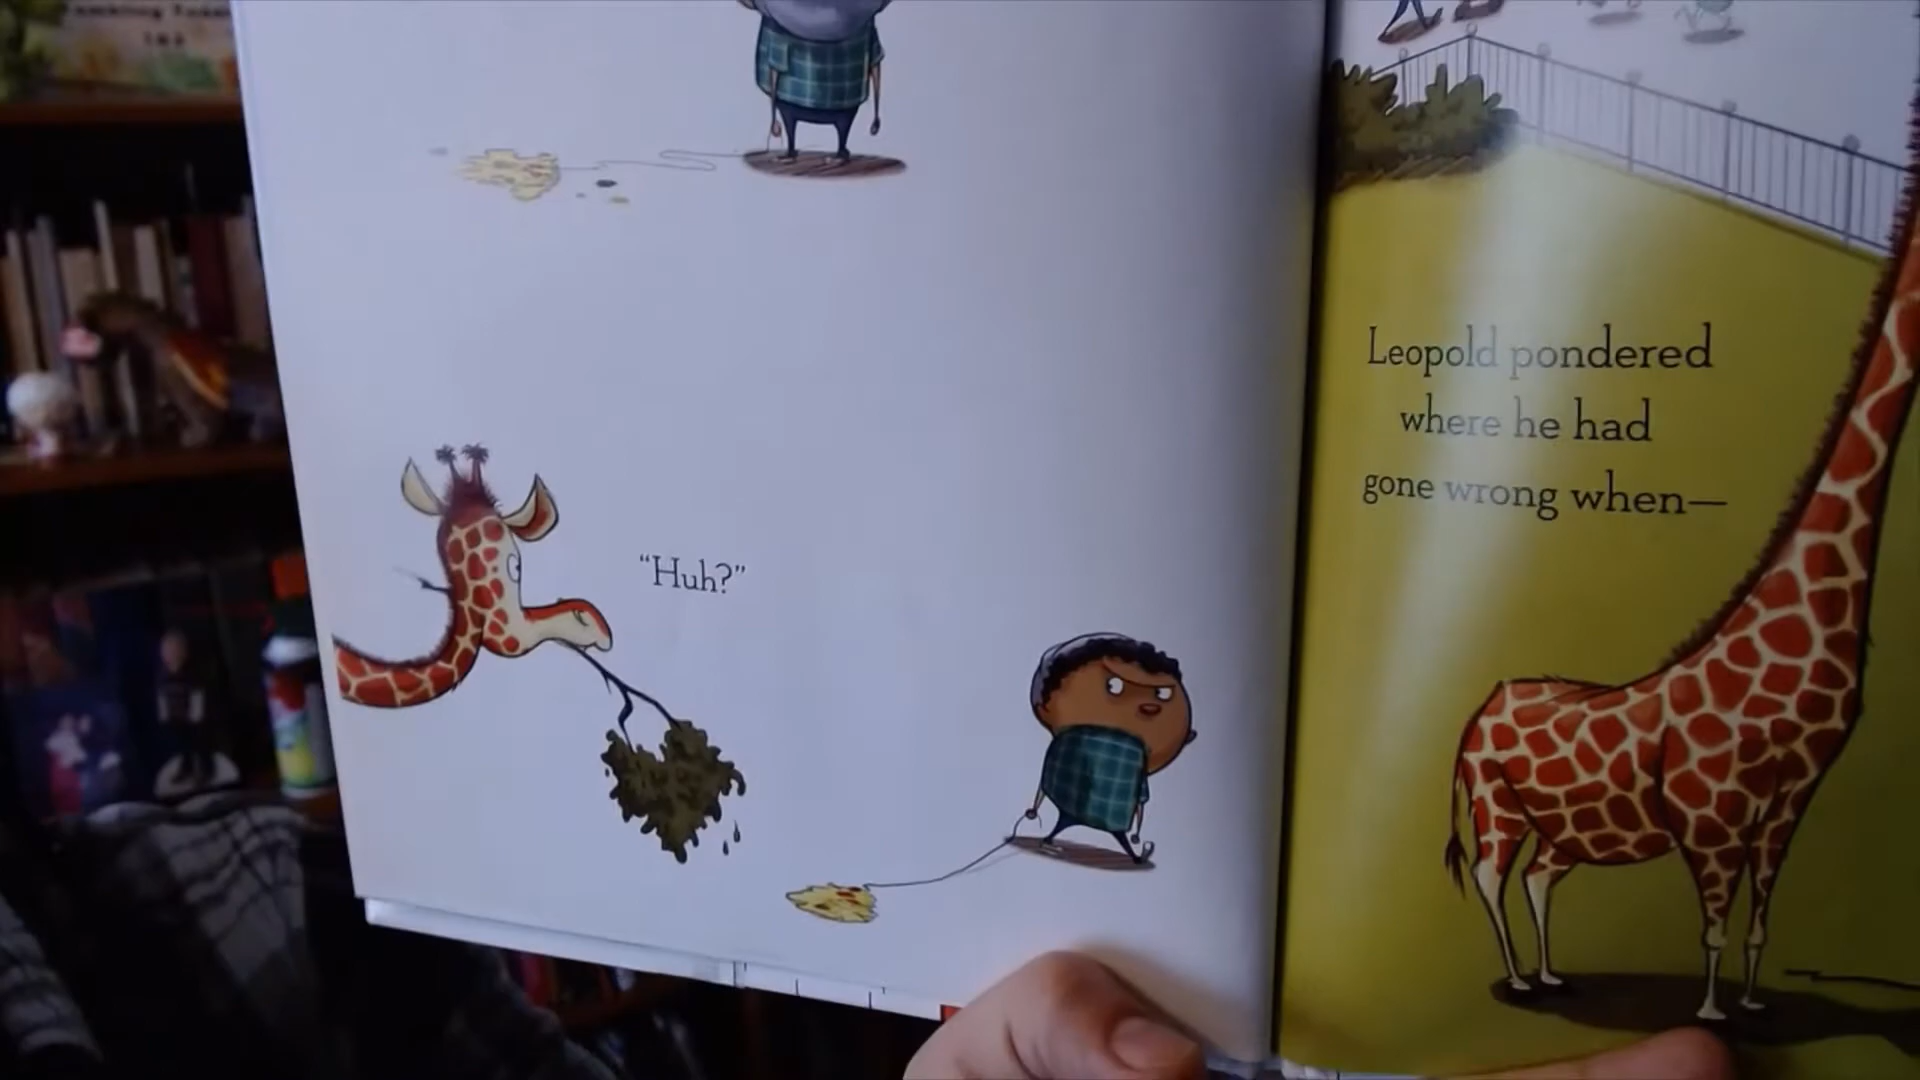 “Huh?”
Leopold pondered
where he had
gone wrong when—